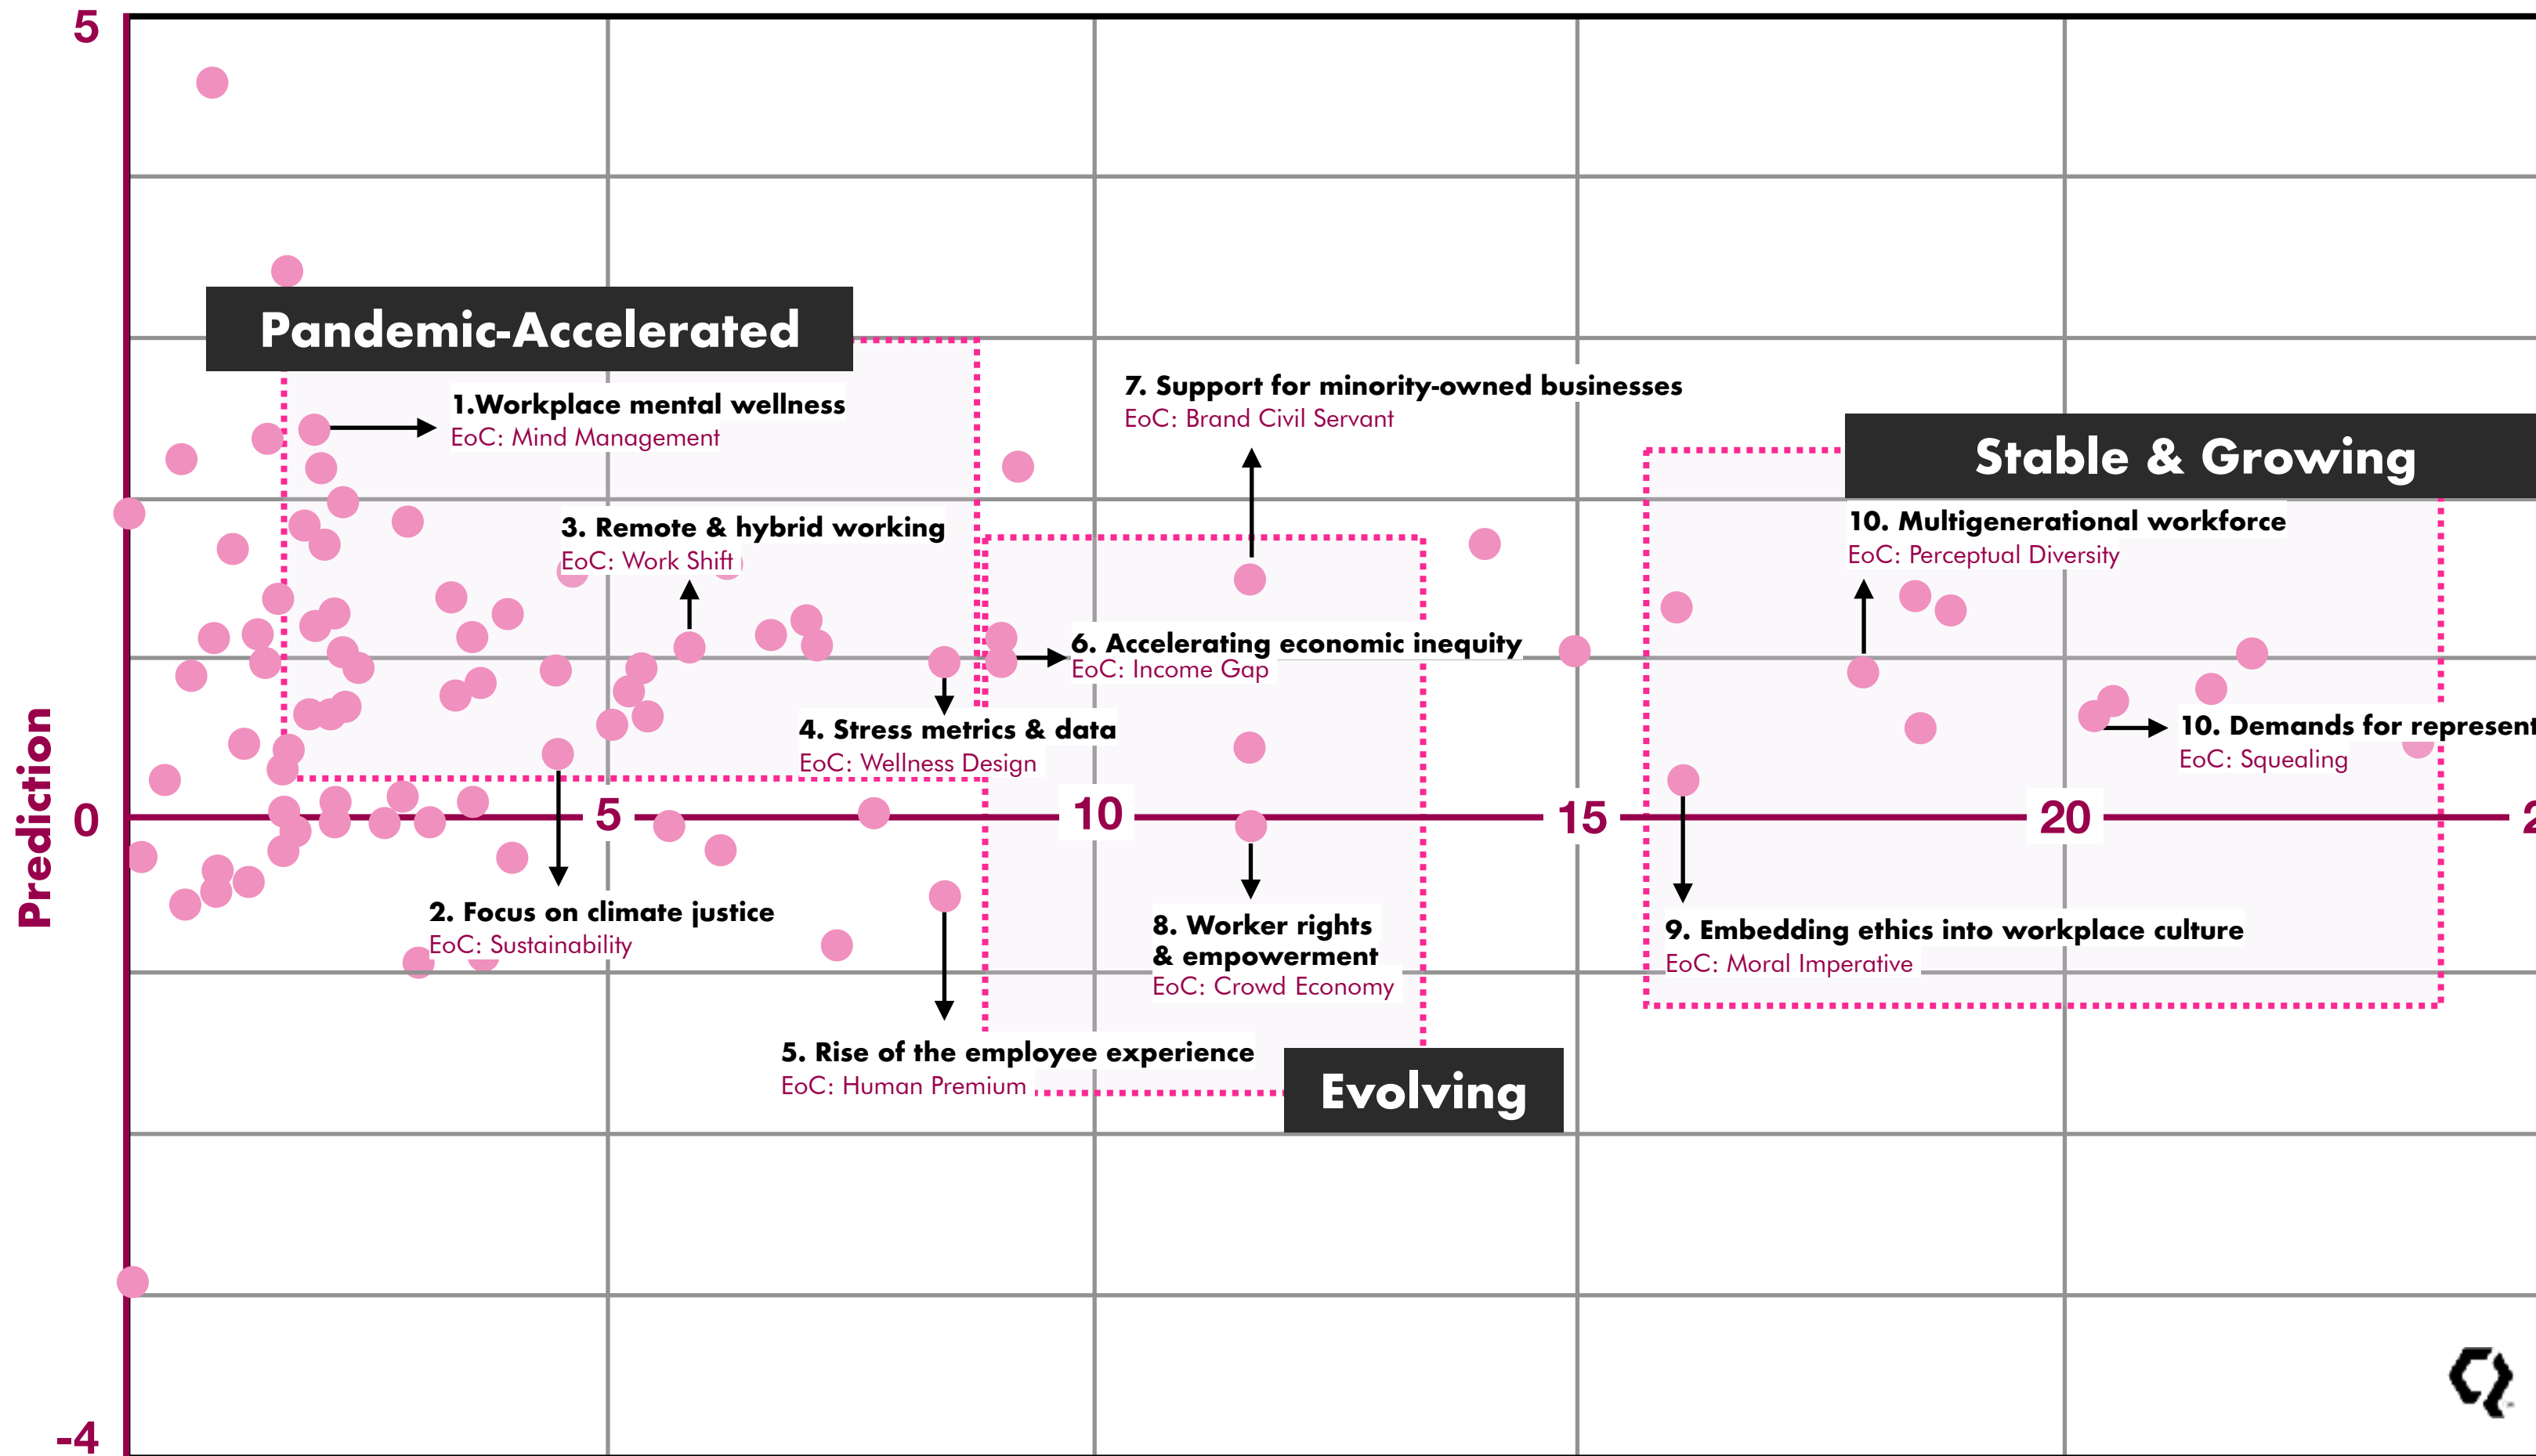 5
Pandemic-Accelerated
1.Workplace mental wellness
EoC: Mind Management
7. Support for minority-owned businesses
EoC: Brand Civil Servant
Stable & Growing
3. Remote & hybrid working
EoC: Work Shift
10. Multigenerational workforce
EoC: Perceptual Diversity
6. Accelerating economic inequity
EoC: Income Gap
4. Stress metrics & data
EoC: Wellness Design
10. Demands for
EoC: Squealing
Prediction
0
5
10
15
20
2. Focus on climate justice
EoC: Sustainability
8. Worker rights
& empowerment
EoC: Crowd Economy
9. Embedding ethics into workplace culture
EoC: Moral Imperative
5. Rise of the employee experience
EoC: Human Premium
Evolving
-4